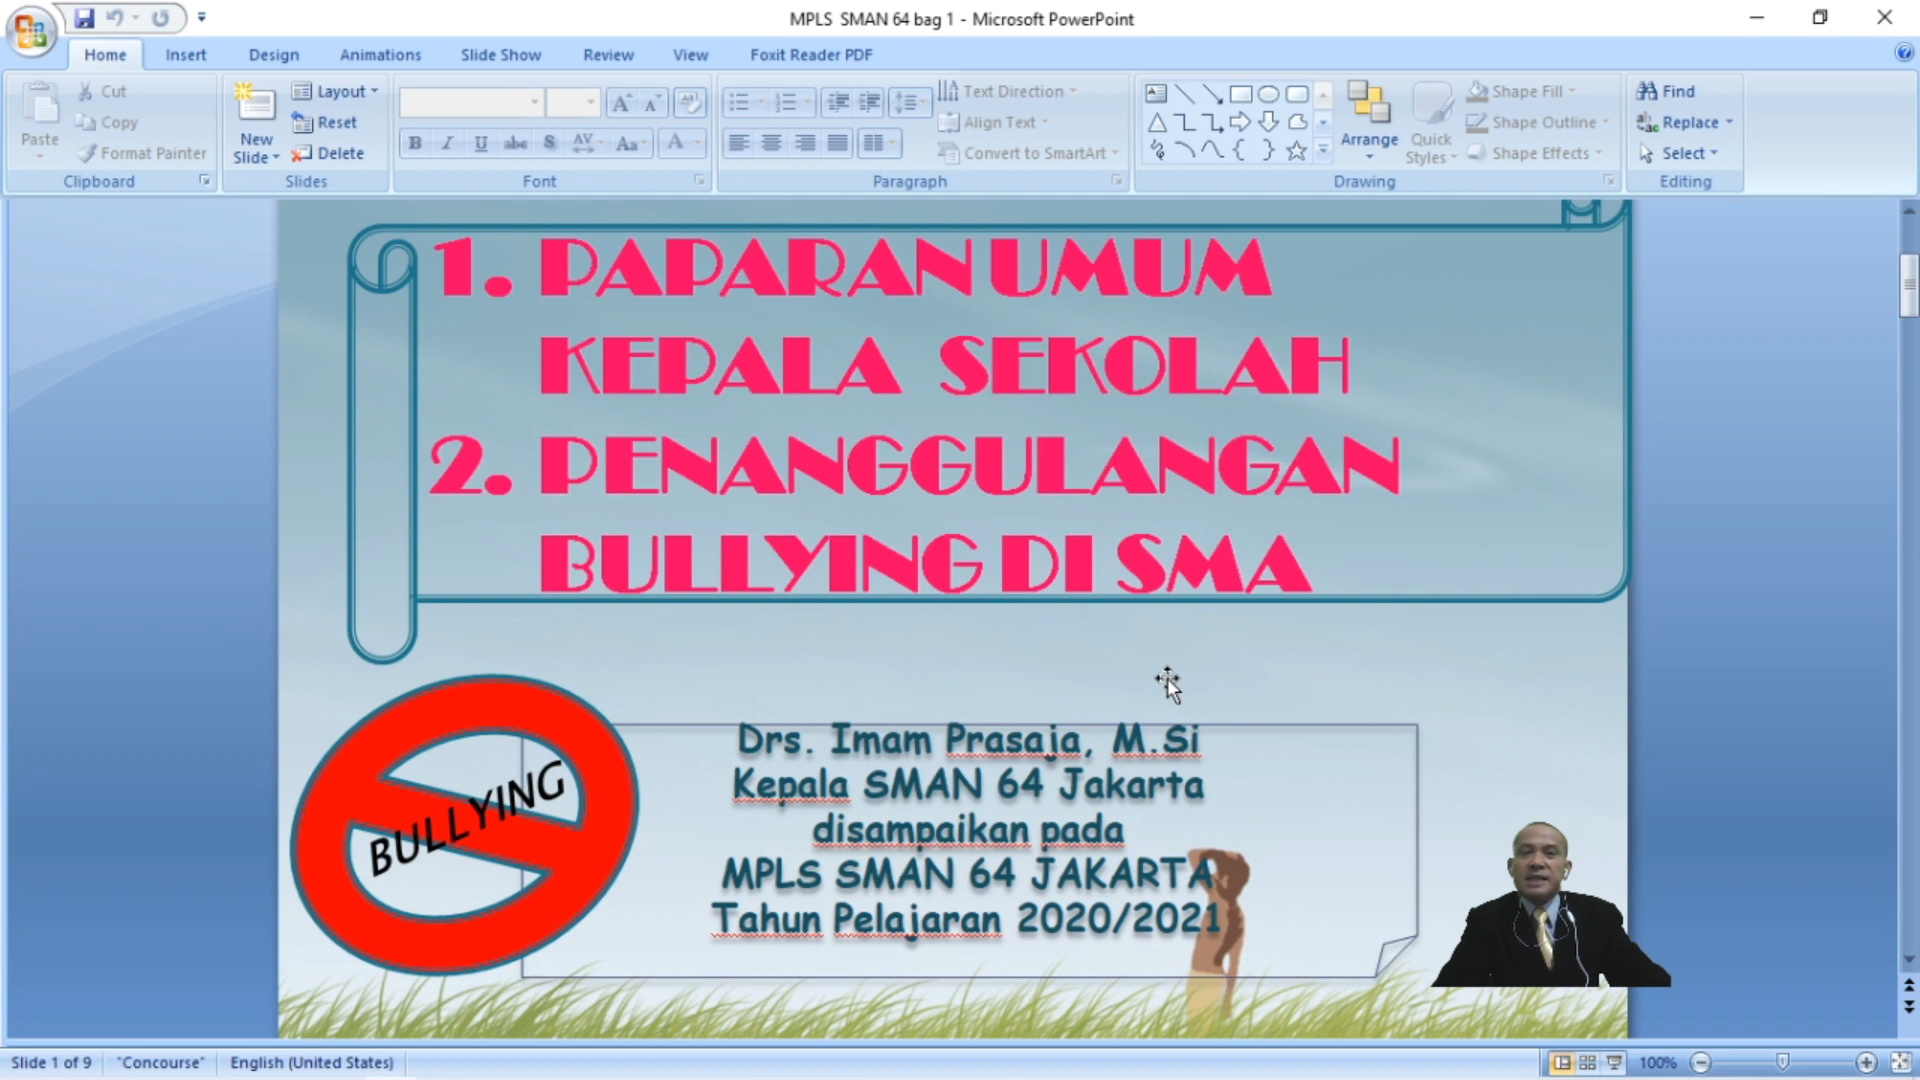 MPLS SMAN 64 bag 1 - Microsoft PowerPoint
Home Insert Design Animations Slide Show Review View Foxit Reader PDF
Paste
Cut
Copy
Format Painter
Clipboard
New
Slide
Layout
Reset
Delete
Slides
B I U abc S AV Aa A
Font
Text Direction
Align Text
Convert to SmartArt
Paragraph
Arrange
Quick
Styles
Shape Fill
Shape Outline
Shape Effects
Drawing
Find
Replace
Select
Editing
1. PAPARAN UMUM
KEPALA SEKOLAH
2. PENANGGULANGAN
BULLYING DI SMA
BULLYING
Drs. Imam Prasaja, M.Si
Kepala SMAN 64 Jakarta
disampaikan pada
MPLS SMAN 64 JAKARTA
Tahun Pelajaran 2020/2021
Slide 1 of 9 "Concourse" English (United States) 100%